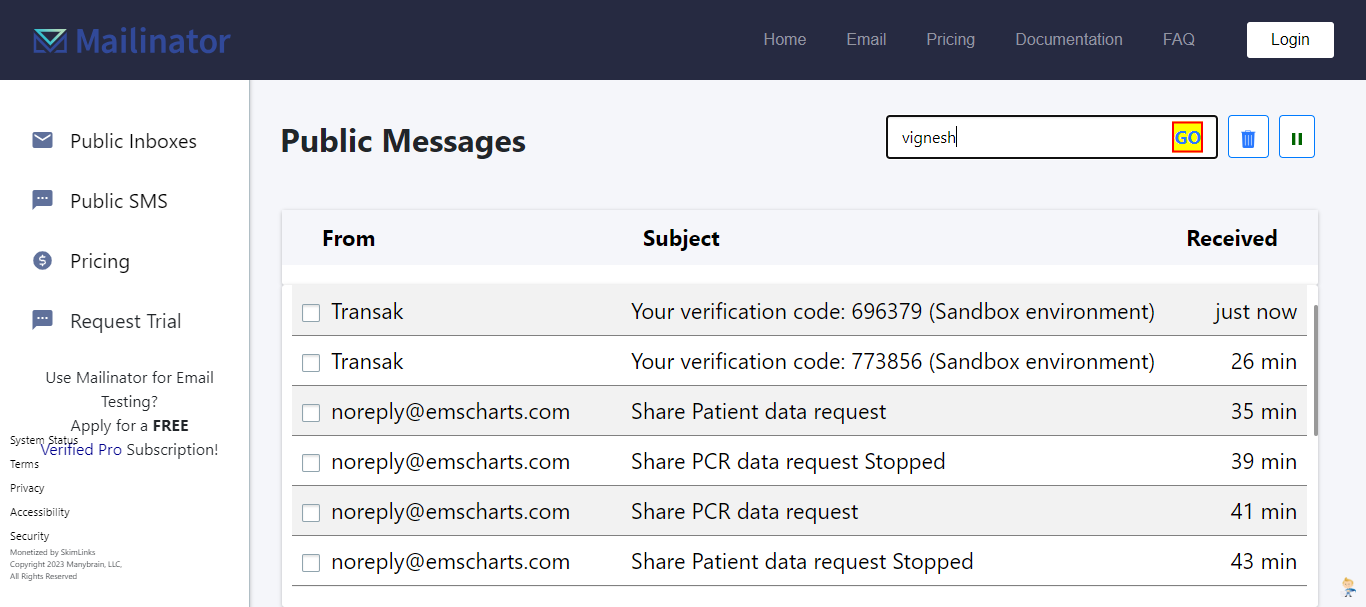 Mailinator
Home Email Pricing Documentation FAQ Login
Public Inboxes
Public SMS
Pricing
Request Trial
Use Mailinator for Email
Testing?
Apply for a FREE
Verified Pro Subscription!
System Status
Terms
Privacy
Accessibility
Security
Monetized by SkimLinks
Copyright 2023 Manybrain, LLC,
All Rights Reserved
Public Messages
vignesh GO
From Subject Received
Transak Your verification code: 696379 (Sandbox environment) just now
Transak Your verification code: 773856 (Sandbox environment) 26 min
noreply@emscharts.com Share Patient data request 35 min
noreply@emscharts.com Share PCR data request Stopped 39 min
noreply@emscharts.com Share PCR data request 41 min
noreply@emscharts.com Share Patient data request Stopped 43 min